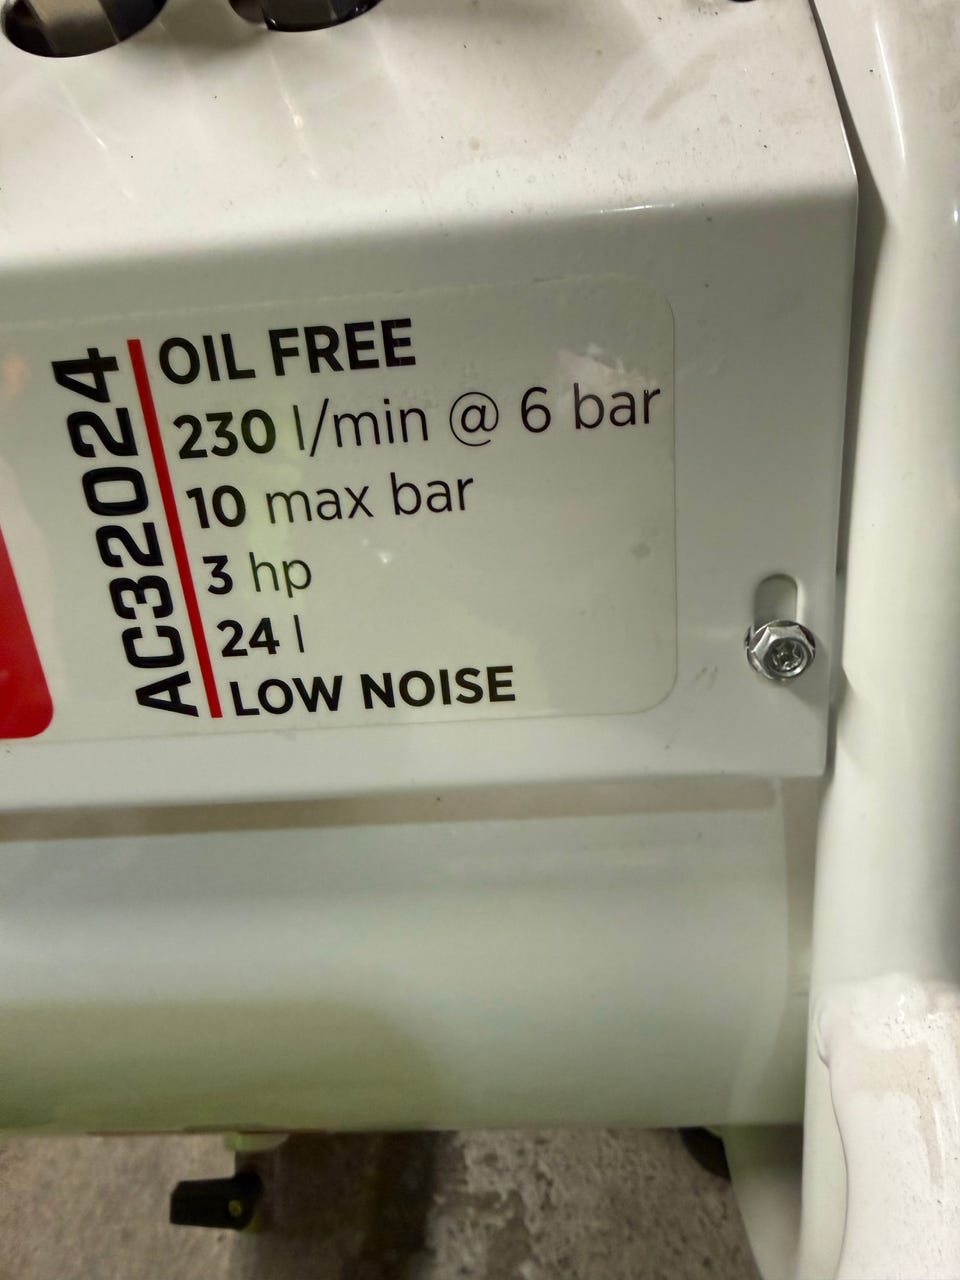 AC32024
OIL FREE
230 l/min @ 6 bar
10 max bar
3 hp
24 l
LOW NOISE